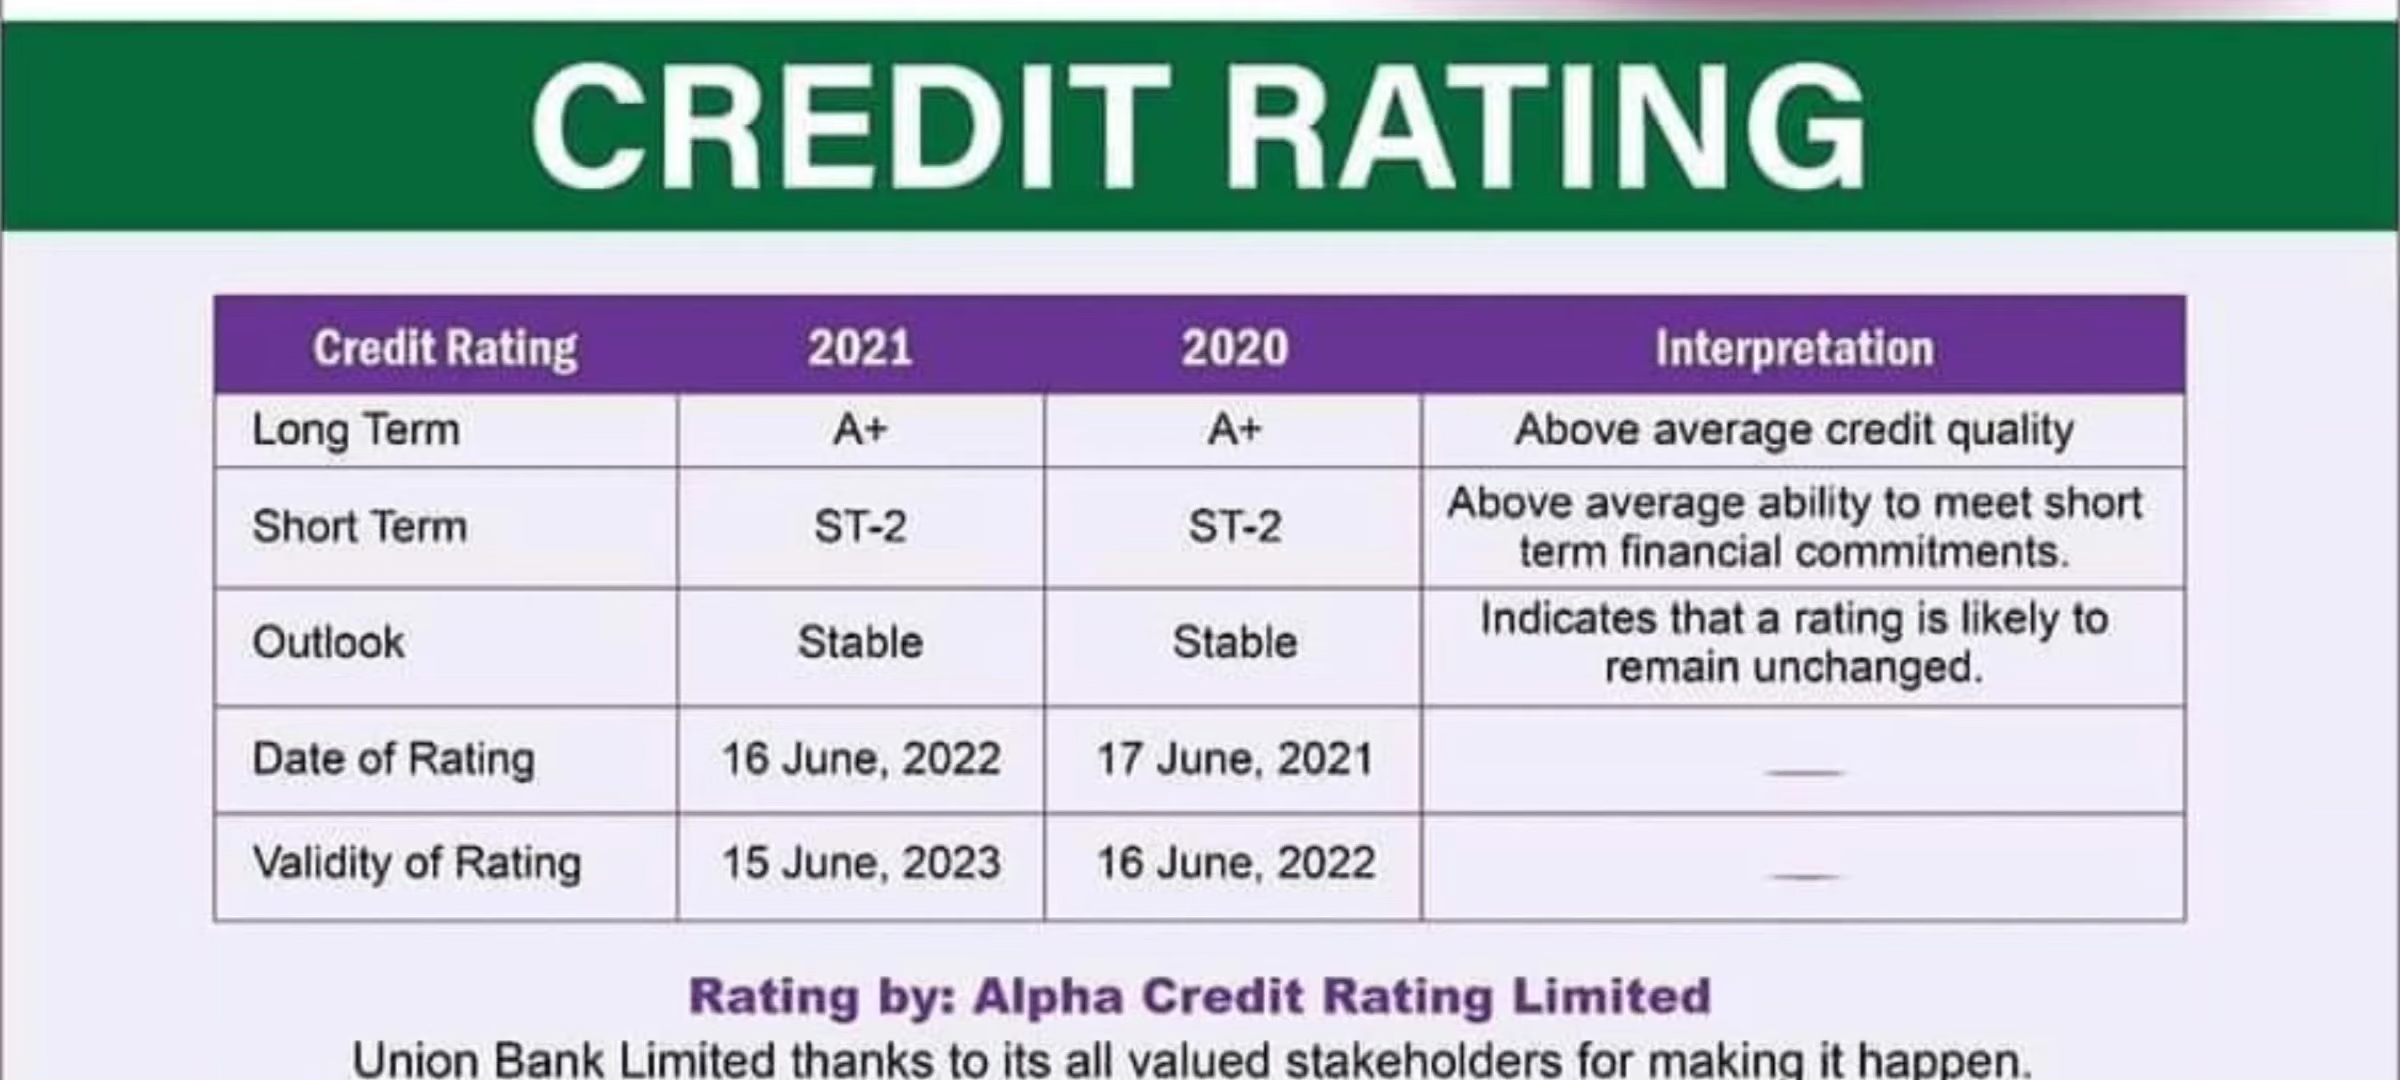 CREDIT RATING
Credit Rating 2021 2020 Interpretation
Long Term A+ A+ Above average credit quality
Short Term ST-2 ST-2 Above average ability to meet short
term financial commitments.
Outlook Stable Stable Indicates that a rating is likely to
remain unchanged.
Date of Rating 16 June, 2022 17 June, 2021 —
Validity of Rating 15 June, 2023 16 June, 2022 —
Rating by: Alpha Credit Rating Limited
Union Bank Limited thanks to its all valued stakeholders for making it happen.